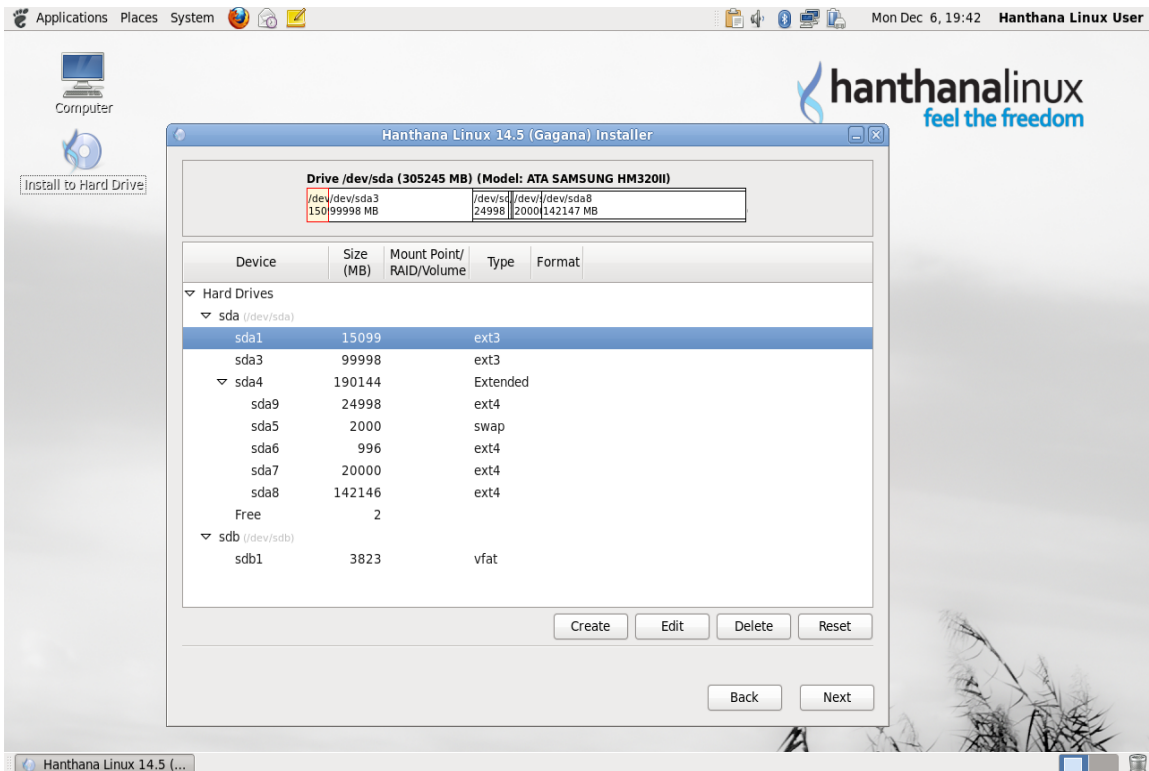 Applications Places System
Mon Dec 6, 19:42 Hanthana Linux User
Computer
Install to Hard Drive
hanthanalinux
feel the freedom
Hanthana Linux 14.5 (Gagana) Installer
Drive /dev/sda (305245 MB) (Model: ATA SAMSUNG HM320II)
/dev /dev/sda3 /dev/sd /dev/s /dev/sda8
150 99998 MB 24998 2000 142147 MB
Device Size (MB) Mount Point/ RAID/Volume Type Format
Hard Drives
sda (/dev/sda)
sda1 15099 ext3
sda3 99998 ext3
sda4 190144 Extended
sda9 24998 ext4
sda5 2000 swap
sda6 996 ext4
sda7 20000 ext4
sda8 142146 ext4
Free 2
sdb (/dev/sdb)
sdb1 3823 vfat
Create Edit Delete Reset
Back Next
Hanthana Linux 14.5 (...